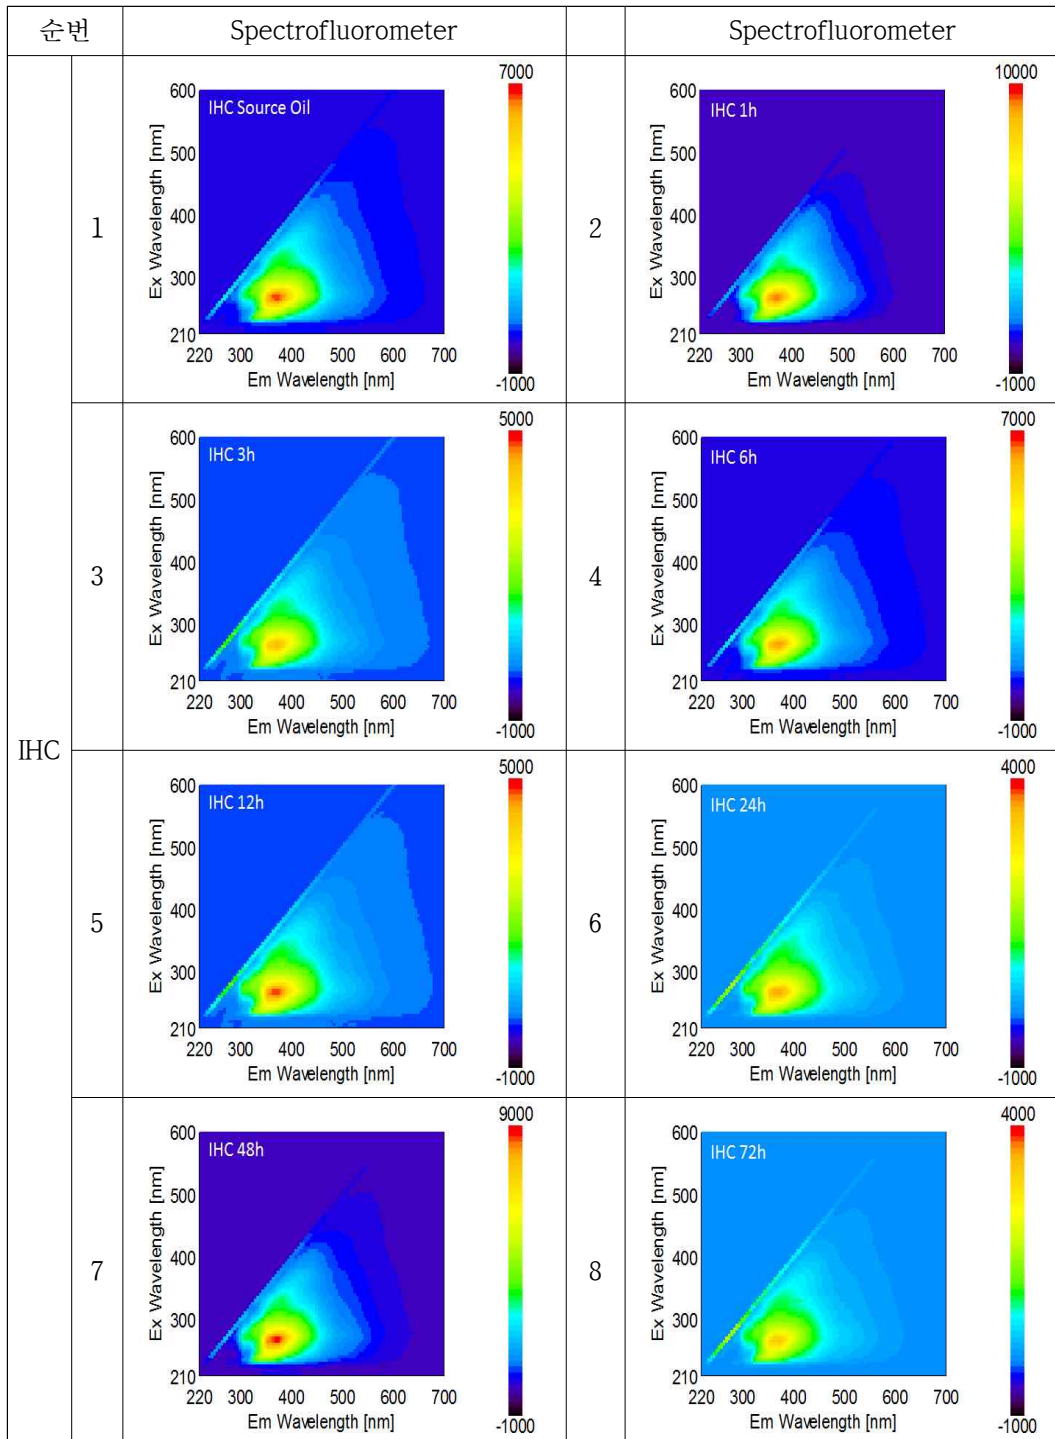 순번 Spectrofluorometer Spectrofluorometer
IHC
1
7000
600
500
400
300
210
IHC Source Oil
Ex Wavelength [nm]
220 300 400 500 600 700
Em Wavelength [nm]
-1000
2
10000
600
500
400
300
210
IHC 1h
Ex Wavelength [nm]
220 300 400 500 600 700
Em Wavelength [nm]
-1000
3
5000
600
500
400
300
210
IHC 3h
Ex Wavelength [nm]
220 300 400 500 600 700
Em Wavelength [nm]
-1000
4
7000
600
500
400
300
210
IHC 6h
Ex Wavelength [nm]
220 300 400 500 600 700
Em Wavelength [nm]
-1000
5
5000
600
500
400
300
210
IHC 12h
Ex Wavelength [nm]
220 300 400 500 600 700
Em Wavelength [nm]
-1000
6
4000
600
500
400
300
210
IHC 24h
Ex Wavelength [nm]
220 300 400 500 600 700
Em Wavelength [nm]
-1000
7
9000
600
500
400
300
210
IHC 48h
Ex Wavelength [nm]
220 300 400 500 600 700
Em Wavelength [nm]
-1000
8
4000
600
500
400
300
210
IHC 72h
Ex Wavelength [nm]
220 300 400 500 600 700
Em Wavelength [nm]
-1000